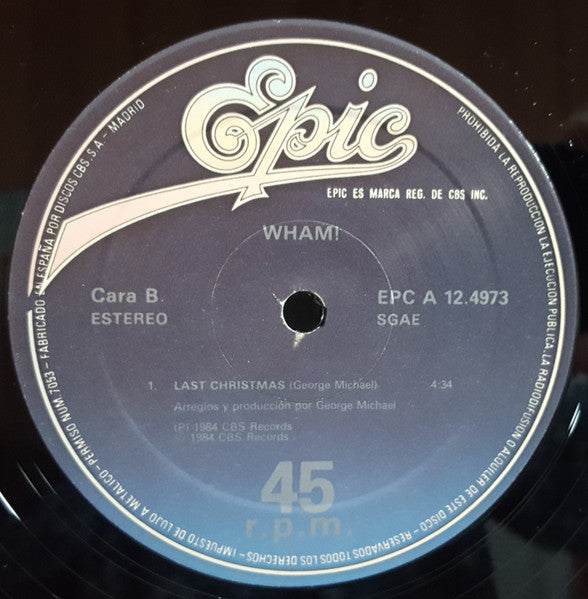 Epic
EPIC ES MARCA REG. DE CBS INC.
WHAM!
Cara B
ESTEREO
EPC A 12.4973
SGAE
1. LAST CHRISTMAS (George Michael) 4:34
Arreglos y producción por George Michael
(P) 1984 CBS Records
© 1984 CBS Records
45
r.p.m.
PROHIBIDA LA REPRODUCCION, LA EJECUCION PUBLICA, LA RADIODIFUSION O ALQUILER DE ESTE DISCO - RESERVADOS TODOS LOS DERECHOS - IMPUESTO DE LUJO A METALICO - PERMISO NUM. 7053 - FABRICADO EN ESPAÑA POR DISCOS CBS, S.A. - MADRID